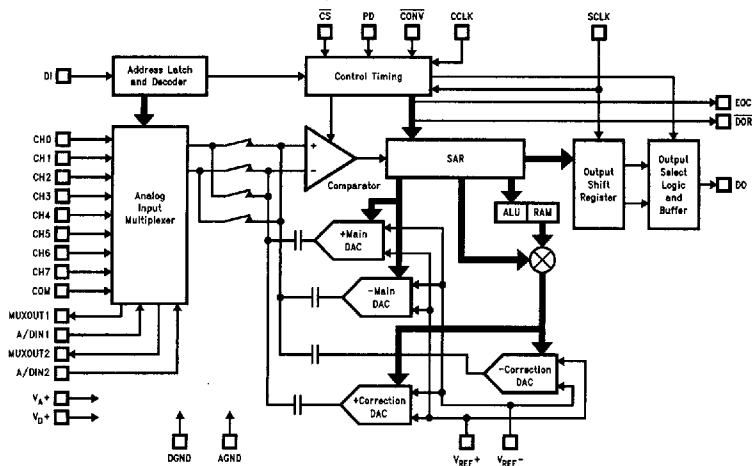 CS PD CONV CCLK SCLK
DI
Address Latch
and Decoder
Control Timing
EOC
DOR
CH0
CH1
CH2
CH3
CH4
CH5
CH6
CH7
COM
MUXOUT1
A/DIN1
MUXOUT2
A/DIN2
VA+
VD+
Analog
Input
Multiplexer
+
−
Comparator
SAR
ALU RAM
Output
Shift
Register
Output
Select
Logic
and
Buffer
DO
+Main
DAC
−Main
DAC
−Correction
DAC
+Correction
DAC
DGND AGND
VREF+ VREF−